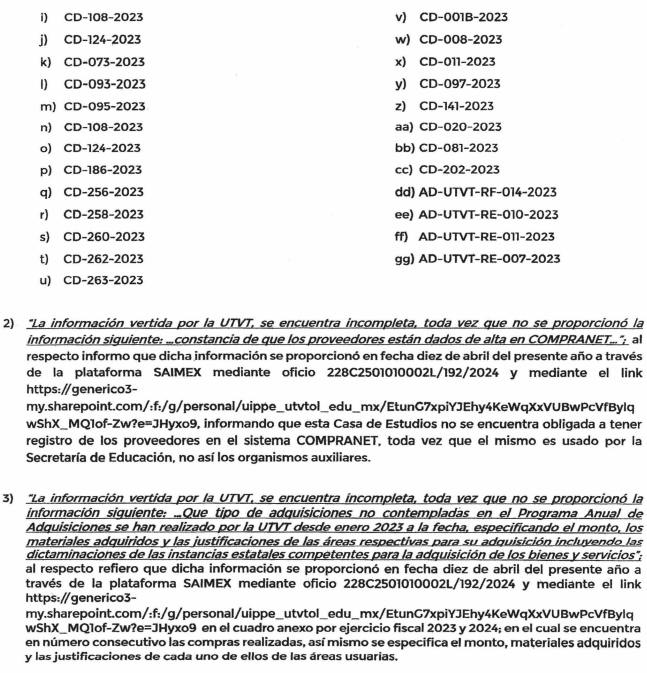 i) CD-108-2023
j) CD-124-2023
k) CD-073-2023
l) CD-093-2023
m) CD-095-2023
n) CD-108-2023
o) CD-124-2023
p) CD-186-2023
q) CD-256-2023
r) CD-258-2023
s) CD-260-2023
t) CD-262-2023
u) CD-263-2023
v) CD-001B-2023
w) CD-008-2023
x) CD-011-2023
y) CD-097-2023
z) CD-141-2023
aa) CD-020-2023
bb) CD-081-2023
cc) CD-202-2023
dd) AD-UTVT-RF-014-2023
ee) AD-UTVT-RE-010-2023
ff) AD-UTVT-RE-011-2023
gg) AD-UTVT-RE-007-2023
2) "La información vertida por la UTVT, se encuentra incompleta, toda vez que no se proporcionó la
información siguiente: ...constancia de que los proveedores están dados de alta en COMPRANET..."; al
respecto informo que dicha información se proporcionó en fecha diez de abril del presente año a través
de la plataforma SAIMEX mediante oficio 228C2501010002L/192/2024 y mediante el link
https://generico3-
my.sharepoint.com/:f:/g/personal/uippe_utvtol_edu_mx/EtunG7xpiYJEhy4KeWqXxVUBwPcVfBylq
wShX_MQ1of-Zw?e=JHyxo9, informando que esta Casa de Estudios no se encuentra obligada a tener
registro de los proveedores en el sistema COMPRANET, toda vez que el mismo es usado por la
Secretaría de Educación, no así los organismos auxiliares.
3) "La información vertida por la UTVT, se encuentra incompleta, toda vez que no se proporcionó la
información siguiente: ...Que tipo de adquisiciones no contempladas en el Programa Anual de
Adquisiciones se han realizado por la UTVT desde enero 2023 a la fecha, especificando el monto, los
materiales adquiridos y las justificaciones de las áreas respectivas para su adquisición incluyendo las
dictaminaciones de las instancias estatales competentes para la adquisición de los bienes y servicios";
al respecto refiero que dicha información se proporcionó en fecha diez de abril del presente año a
través de la plataforma SAIMEX mediante oficio 228C2501010002L/192/2024 y mediante el link
https://generico3-
my.sharepoint.com/:f:/g/personal/uippe_utvtol_edu_mx/EtunG7xpiYJEhy4KeWqXxVUBwPcVfBylq
wShX_MQ1of-Zw?e=JHyxo9 en el cuadro anexo por ejercicio fiscal 2023 y 2024; en el cual se encuentra
en número consecutivo las compras realizadas, así mismo se especifica el monto, materiales adquiridos
y las justificaciones de cada uno de ellos de las áreas usuarias.